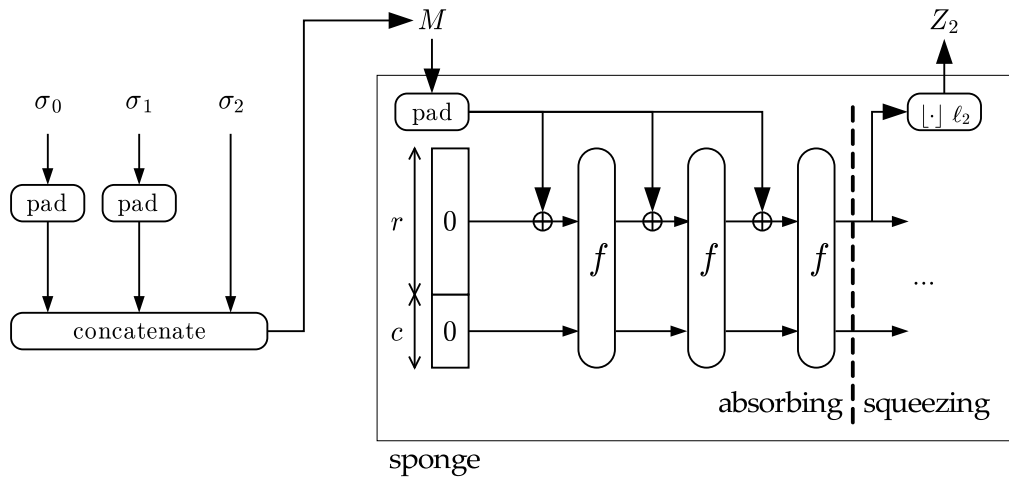 M Z₂
σ₀ σ₁ σ₂
pad ⌊·⌋ ℓ₂
pad pad
r 0
f f f
...
c 0
concatenate
absorbing squeezing
sponge